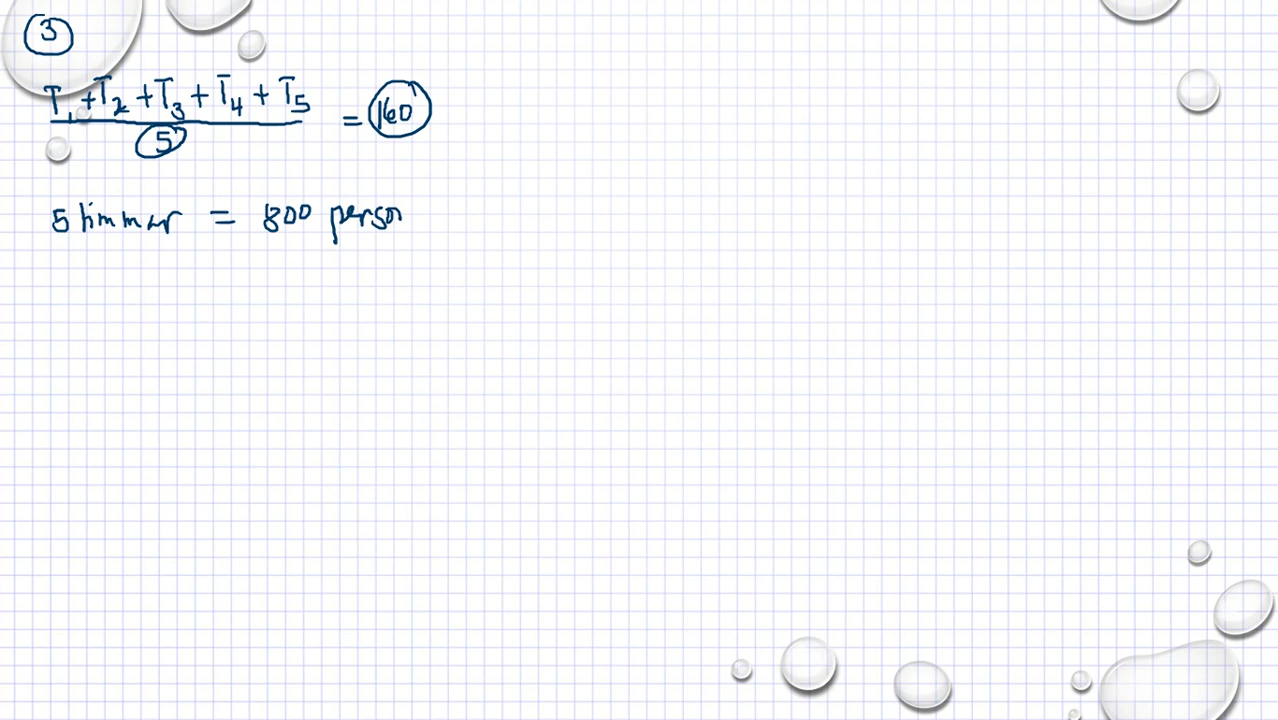 3
T1 + T2 + T3 + T4 + T5
5
= 160
5 timmar = 800 person